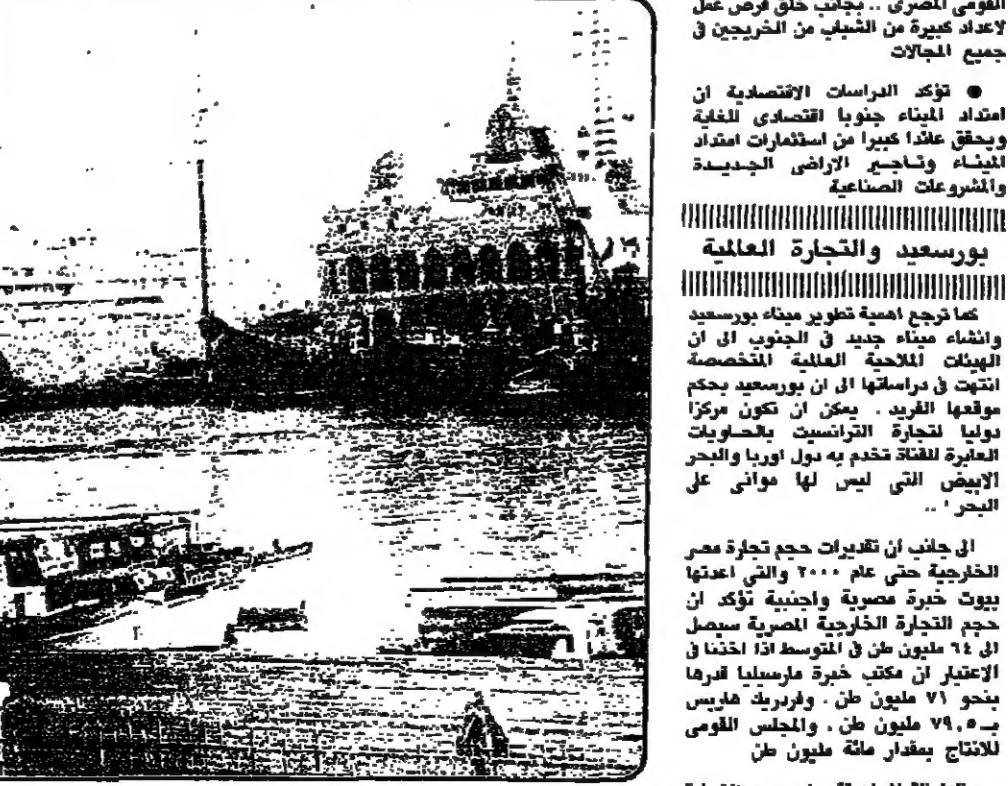 القومى المصرى .. بجانب خلق فرص عمل
لاعداد كبيرة من الشباب من الخريجين فى
جميع المجالات
● تؤكد الدراسات الاقتصادية ان
امتداد الميناء جنوبا اقتصادى للغاية
ويحقق عائدا كبيرا من استثمارات امتداد
الميناء وتاجير الاراضى الجديدة
والمشروعات الصناعية
بورسعيد والتجارة العالمية
كما ترجع اهمية تطوير ميناء بورسعيد
وانشاء ميناء جديد فى الجنوب الى ان
الهيئات الملاحية العالمية المتخصصة
انتهت فى دراساتها الى ان بورسعيد بحكم
موقعها الفريد . يمكن ان تكون مركزا
دوليا لتجارة الترانسيت بالحاويات
العابرة للقناة تخدم به دول اوربا والبحر
الابيض التى ليس لها موانى على
البحر ..
الى جانب ان تقديرات حجم تجارة مصر
الخارجية حتى عام ٢٠٠٠ والتى اعدتها
بيوت خبرة مصرية واجنبية تؤكد ان
حجم التجارة الخارجية المصرية سيصل
الى ٦٤ مليون طن فى المتوسط اذا اخذنا فى
الاعتبار ان مكتب خبرة مارسيليا قدرها
بنحو ٧١ مليون طن . وفردريك هاريس
بــ ٧٩,٥ مليون طن . والمجلس القومى
للانتاج بمقدار مائة مليون طن